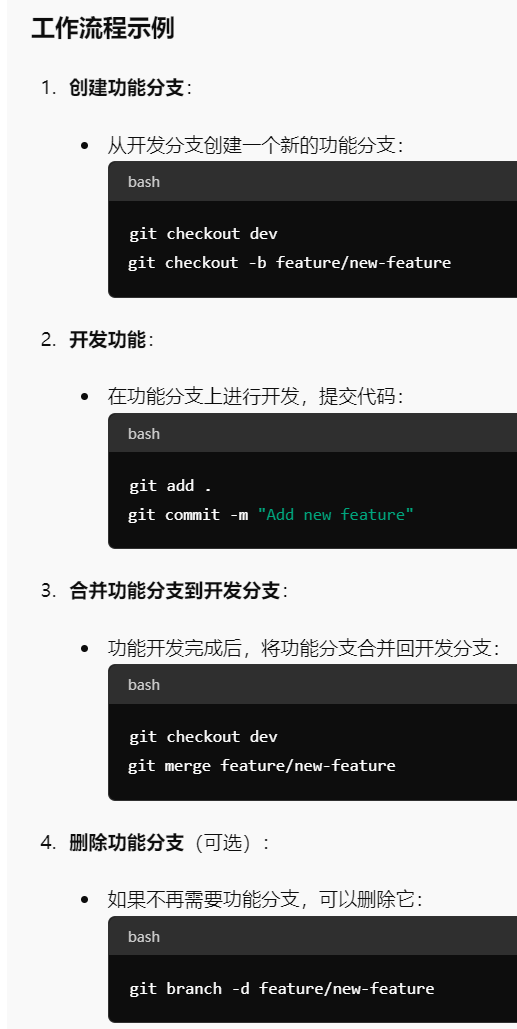 工作流程示例
1. 创建功能分支：
• 从开发分支创建一个新的功能分支：
bash
git checkout dev
git checkout -b feature/new-feature
2. 开发功能：
• 在功能分支上进行开发，提交代码：
bash
git add .
git commit -m "Add new feature"
3. 合并功能分支到开发分支：
• 功能开发完成后，将功能分支合并回开发分支：
bash
git checkout dev
git merge feature/new-feature
4. 删除功能分支（可选）：
• 如果不再需要功能分支，可以删除它：
bash
git branch -d feature/new-feature